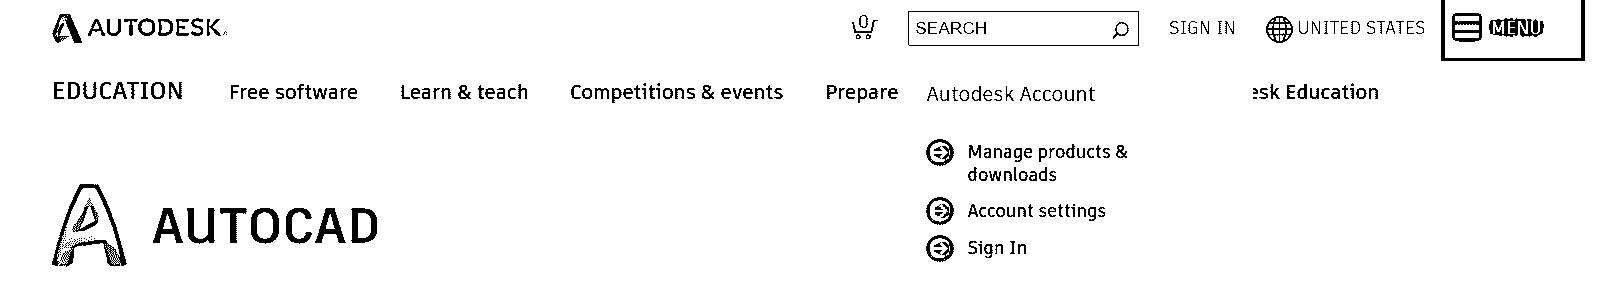 AUTODESK
0
SEARCH
SIGN IN
UNITED STATES
MENU
EDUCATION
Free software
Learn & teach
Competitions & events
Prepare
Autodesk Account
esk Education
Manage products &
downloads
Account settings
Sign In
AUTOCAD